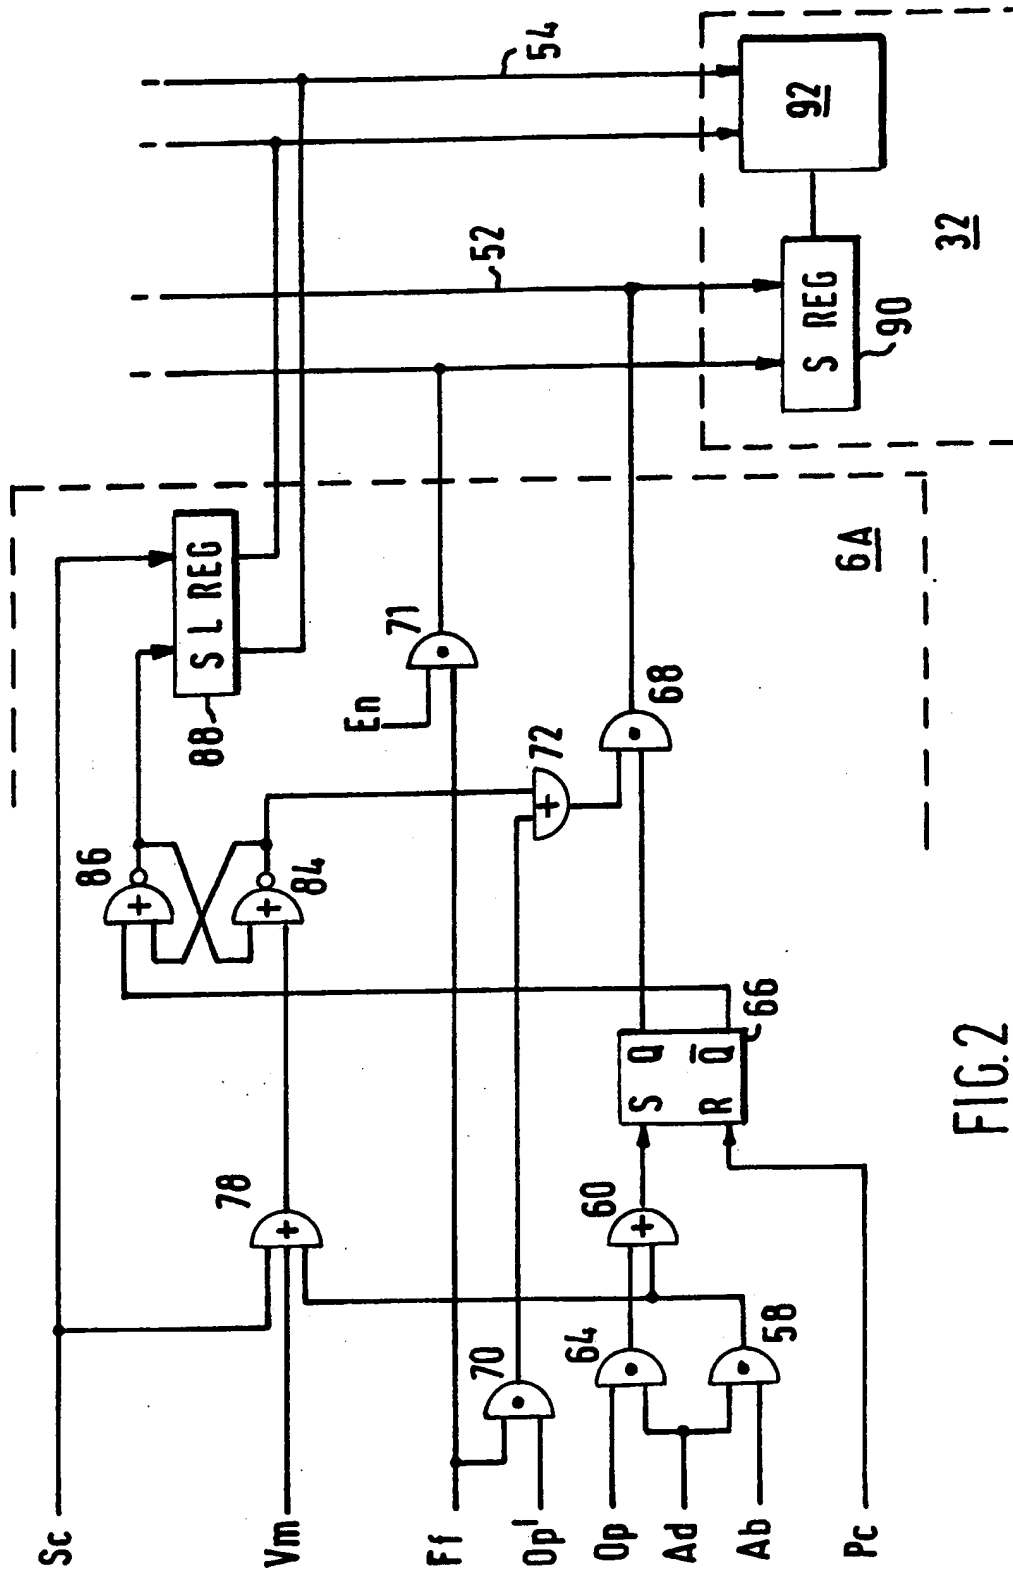 Sc
Vm
Ff
Op'
Op
Ad
Ab
Pc
78
70
64
58
60
S Q
R Q̅
66
86
84
72
68
En
71
88
S L REG
6A
52
54
S REG
90
92
32
FIG. 2